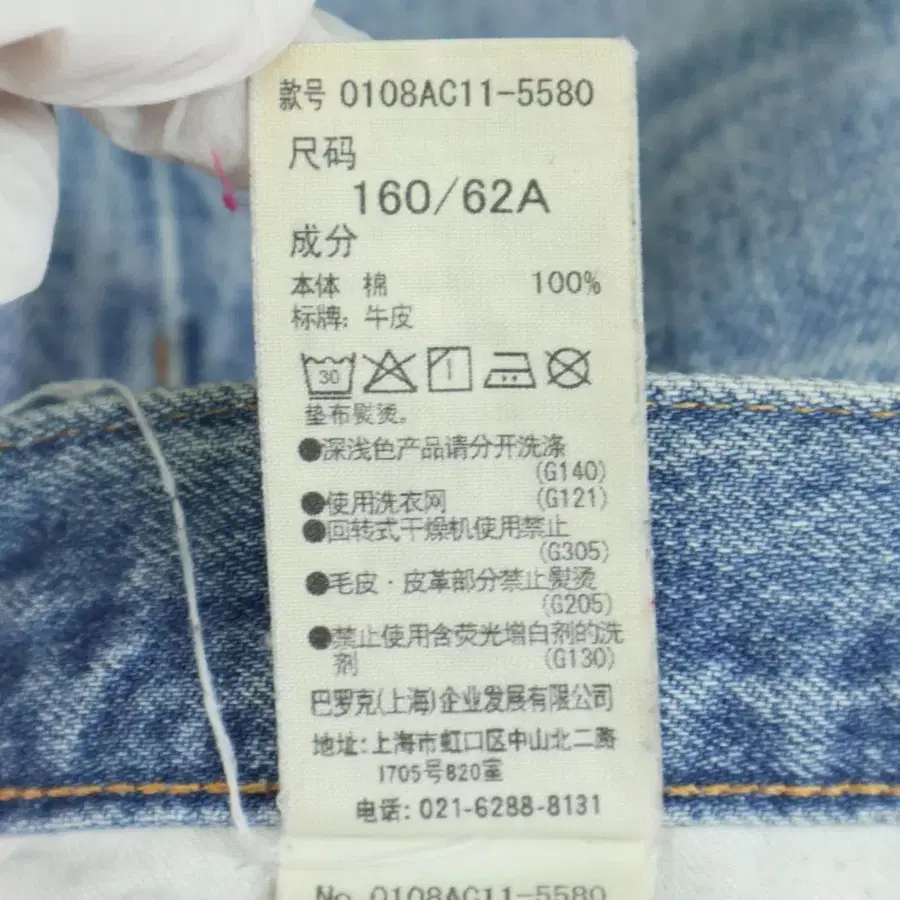 款号 0108AC11-5580
尺码
160/62A
成分
本体 棉 100%
标牌: 牛皮
30
垫布熨烫。
●深浅色产品请分开洗涤
(G140)
●使用洗衣网 (G121)
●回转式干燥机使用禁止
(G305)
●毛皮·皮革部分禁止熨烫
(G205)
●禁止使用含荧光增白剂的洗
剂 (G130)
巴罗克(上海)企业发展有限公司
地址:上海市虹口区中山北二路
1705号820室
电话: 021-6288-8131
No 0108AC11-5580